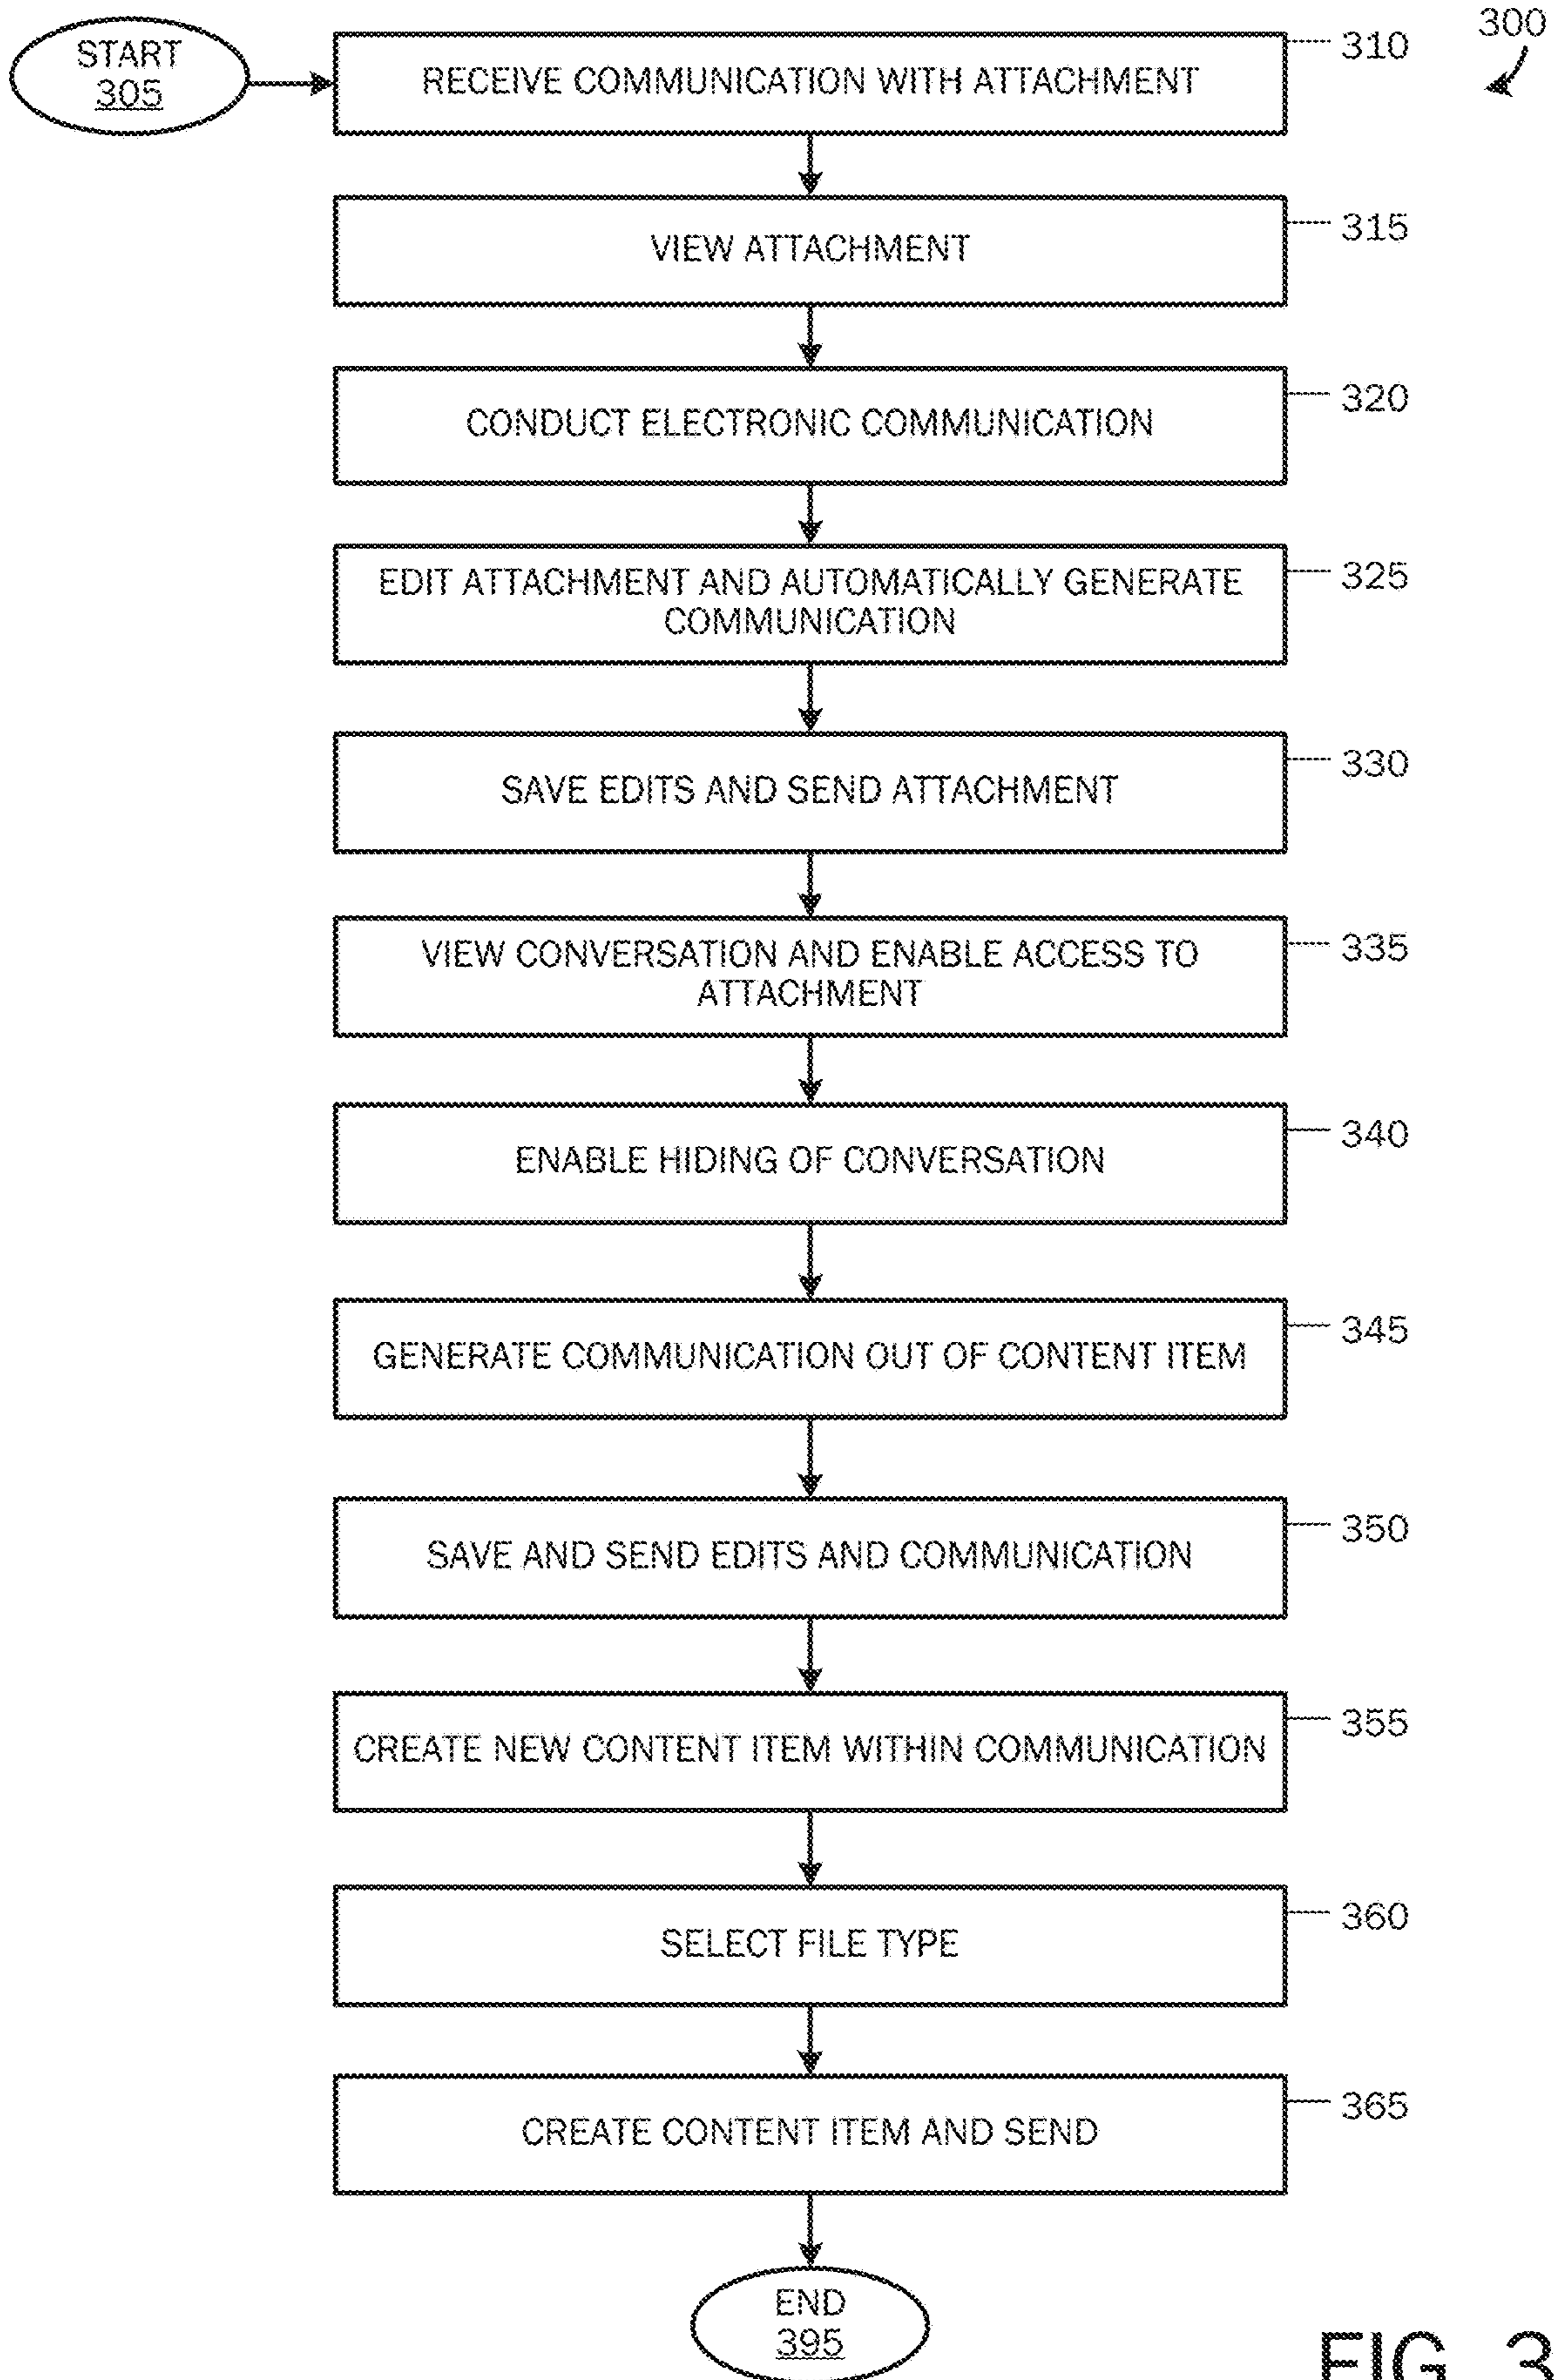 300
START
305
RECEIVE COMMUNICATION WITH ATTACHMENT
310
VIEW ATTACHMENT
315
CONDUCT ELECTRONIC COMMUNICATION
320
EDIT ATTACHMENT AND AUTOMATICALLY GENERATE
COMMUNICATION
325
SAVE EDITS AND SEND ATTACHMENT
330
VIEW CONVERSATION AND ENABLE ACCESS TO
ATTACHMENT
335
ENABLE HIDING OF CONVERSATION
340
GENERATE COMMUNICATION OUT OF CONTENT ITEM
345
SAVE AND SEND EDITS AND COMMUNICATION
350
CREATE NEW CONTENT ITEM WITHIN COMMUNICATION
355
SELECT FILE TYPE
360
CREATE CONTENT ITEM AND SEND
365
END
395
FIG. 3